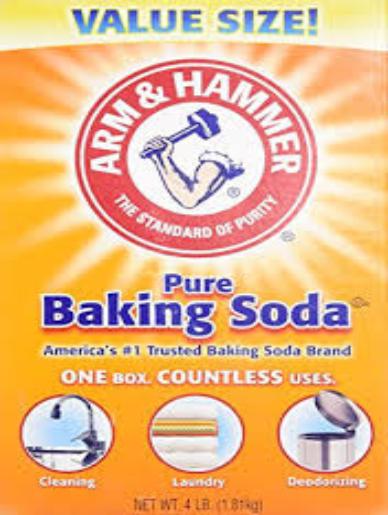 VALUE SIZE!
ARM & HAMMER
®
THE STANDARD OF PURITY
®
Pure
Baking Soda
America's #1 Trusted Baking Soda Brand
ONE BOX. COUNTLESS USES.
Cleaning Laundry Deodorizing
NET WT. 4 LB. (1.81kg)